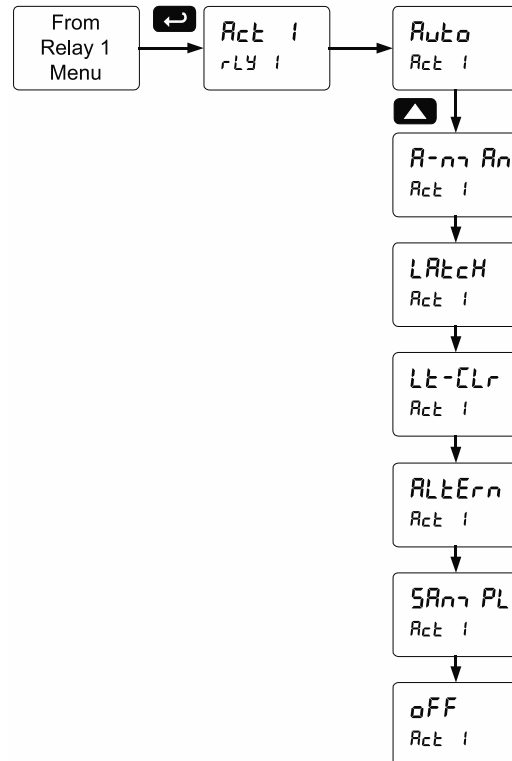 From
Relay 1
Menu
Act 1
rLY 1
Auto
Act 1
A-m An
Act 1
LAtcH
Act 1
Lt-CLr
Act 1
ALtErn
Act 1
SAm PL
Act 1
oFF
Act 1